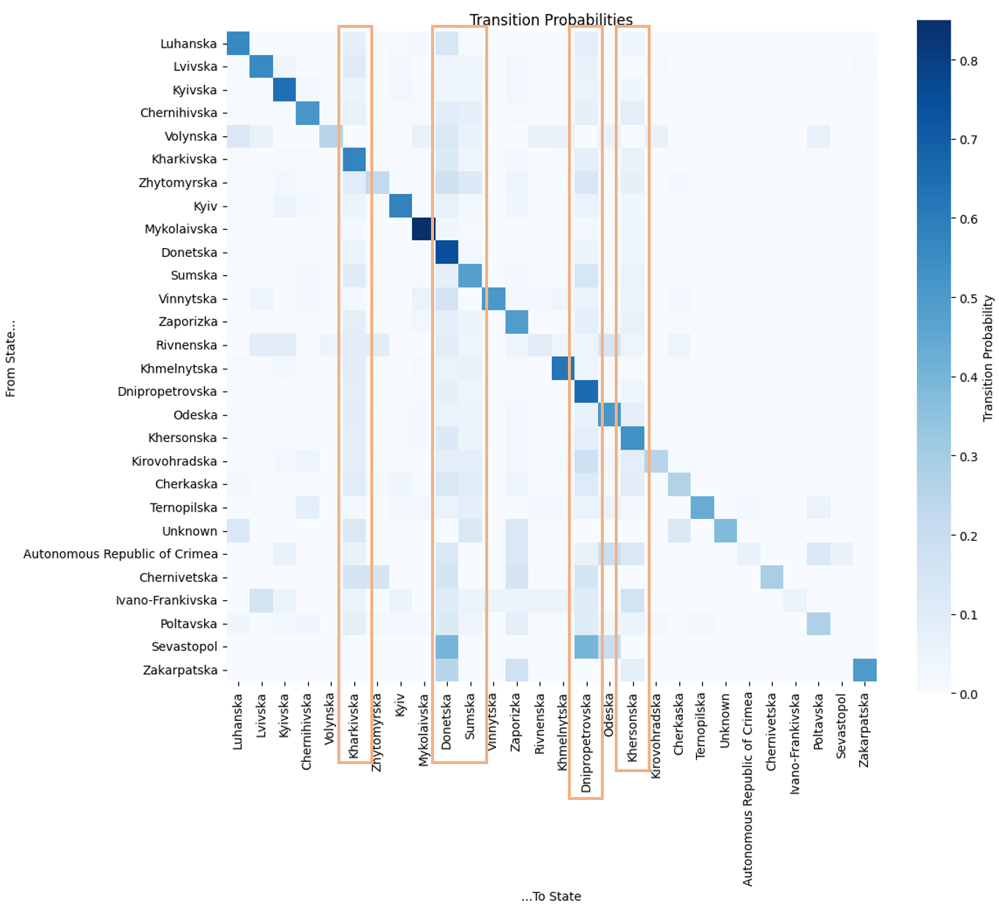 Transition Probabilities
Luhanska
Lvivska
Kyivska
Chernihivska
Volynska
Kharkivska
Zhytomyrska
Kyiv
Mykolaivska
Donetska
Sumska
Vinnytska
Zaporizka
Rivnenska
Khmelnytska
Dnipropetrovska
Odeska
Khersonska
Kirovohradska
Cherkaska
Ternopilska
Unknown
Autonomous Republic of Crimea
Chernivetska
Ivano-Frankivska
Poltavska
Sevastopol
Zakarpatska
From State...
Luhanska
Lvivska
Kyivska
Chernihivska
Volynska
Kharkivska
Zhytomyrska
Kyiv
Mykolaivska
Donetska
Sumska
Vinnytska
Zaporizka
Rivnenska
Khmelnytska
Dnipropetrovska
Odeska
Khersonska
Kirovohradska
Cherkaska
Ternopilska
Unknown
Autonomous Republic of Crimea
Chernivetska
Ivano-Frankivska
Poltavska
Sevastopol
Zakarpatska
...To State
0.8
0.7
0.6
0.5
0.4
0.3
0.2
0.1
0.0
Transition Probability